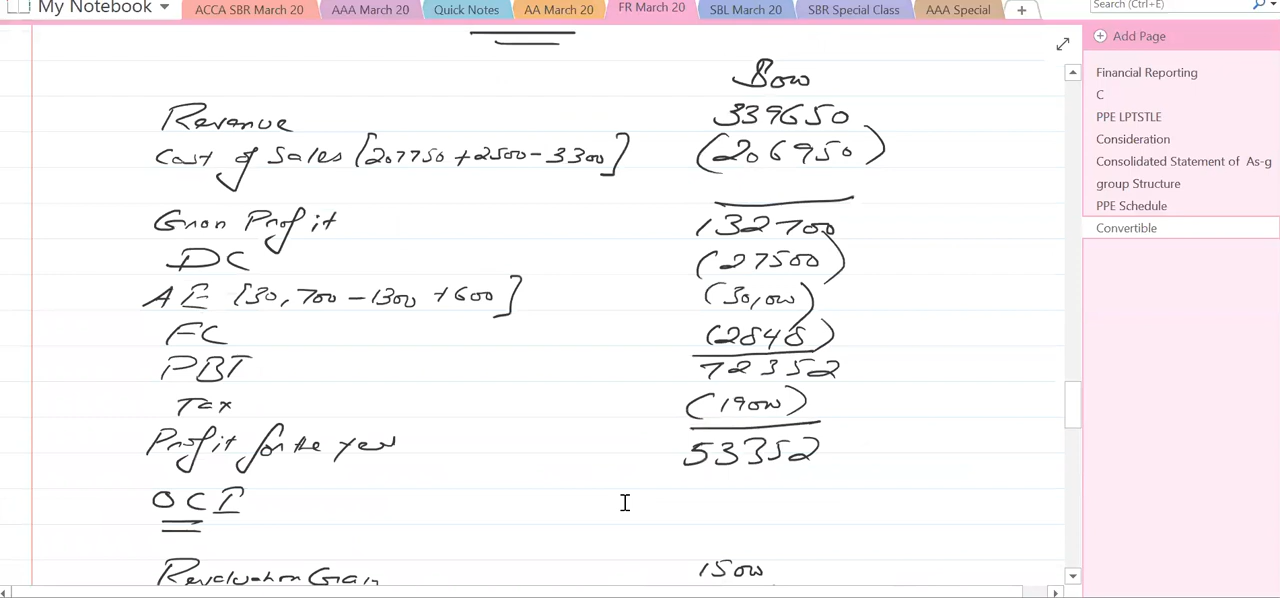 My Notebook
ACCA SBR March 20
AAA March 20
Quick Notes
AA March 20
FR March 20
SBL March 20
SBR Special Class
AAA Special
Search (Ctrl+E)
$000
Revenue 339650
Cost of Sales [207750 + 2500 - 3300] (206950)
Gross Profit 132700
DC (27500)
AE [30,700 - 1300 + 600] (30,000)
FC (2848)
PBT 72352
Tax (19000)
Profit for the year 53352
OCI
Revaluation Gain 15000
Add Page
Financial Reporting
C
PPE LPTSTLE
Consideration
Consolidated Statement of As-g
group Structure
PPE Schedule
Convertible